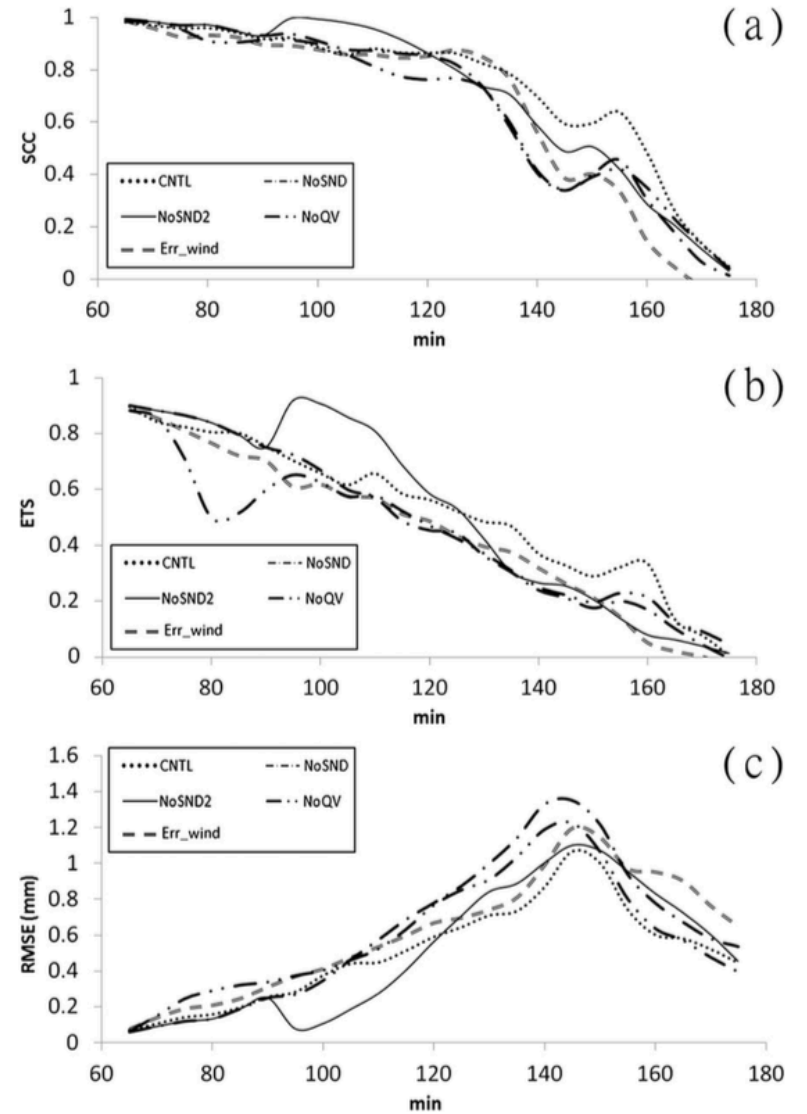 (a)
1
0.8
0.6
0.4
0.2
0
SCC
CNTL NoSND
NoSND2 NoQV
Err_wind
60 80 100 120 140 160 180
min
(b)
1
0.8
0.6
0.4
0.2
0
ETS
CNTL NoSND
NoSND2 NoQV
Err_wind
60 80 100 120 140 160 180
min
(c)
1.6
1.4
1.2
1
0.8
0.6
0.4
0.2
0
RMSE (mm)
CNTL NoSND
NoSND2 NoQV
Err_wind
60 80 100 120 140 160 180
min